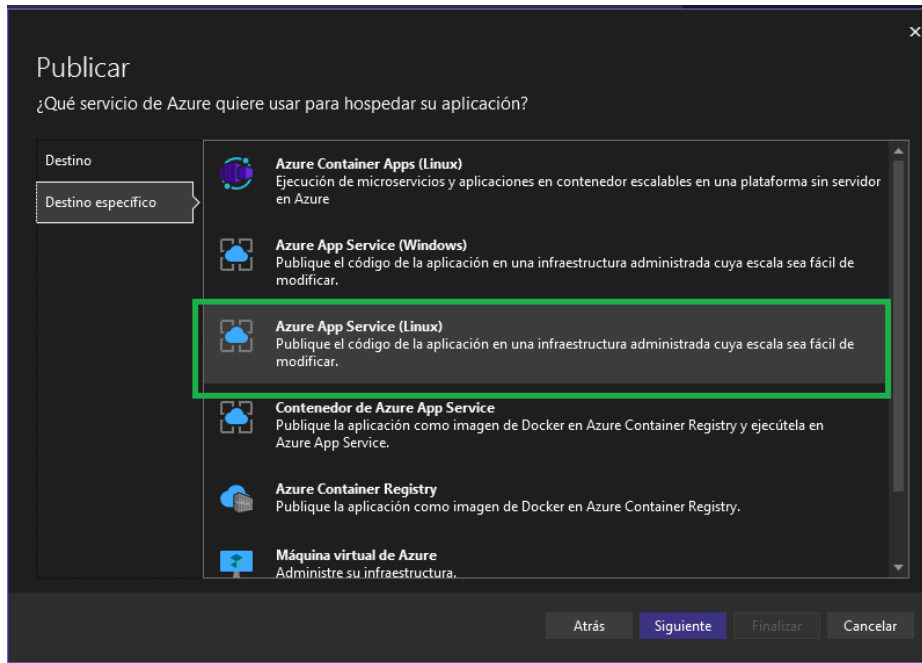 Publicar
¿Qué servicio de Azure quiere usar para hospedar su aplicación?
Destino
Destino específico
Azure Container Apps (Linux)
Ejecución de microservicios y aplicaciones en contenedor escalables en una plataforma sin servidor
en Azure
Azure App Service (Windows)
Publique el código de la aplicación en una infraestructura administrada cuya escala sea fácil de
modificar.
Azure App Service (Linux)
Publique el código de la aplicación en una infraestructura administrada cuya escala sea fácil de
modificar.
Contenedor de Azure App Service
Publique la aplicación como imagen de Docker en Azure Container Registry y ejecútela en
Azure App Service.
Azure Container Registry
Publique la aplicación como imagen de Docker en Azure Container Registry.
Máquina virtual de Azure
Administre su infraestructura.
Atrás
Siguiente
Finalizar
Cancelar